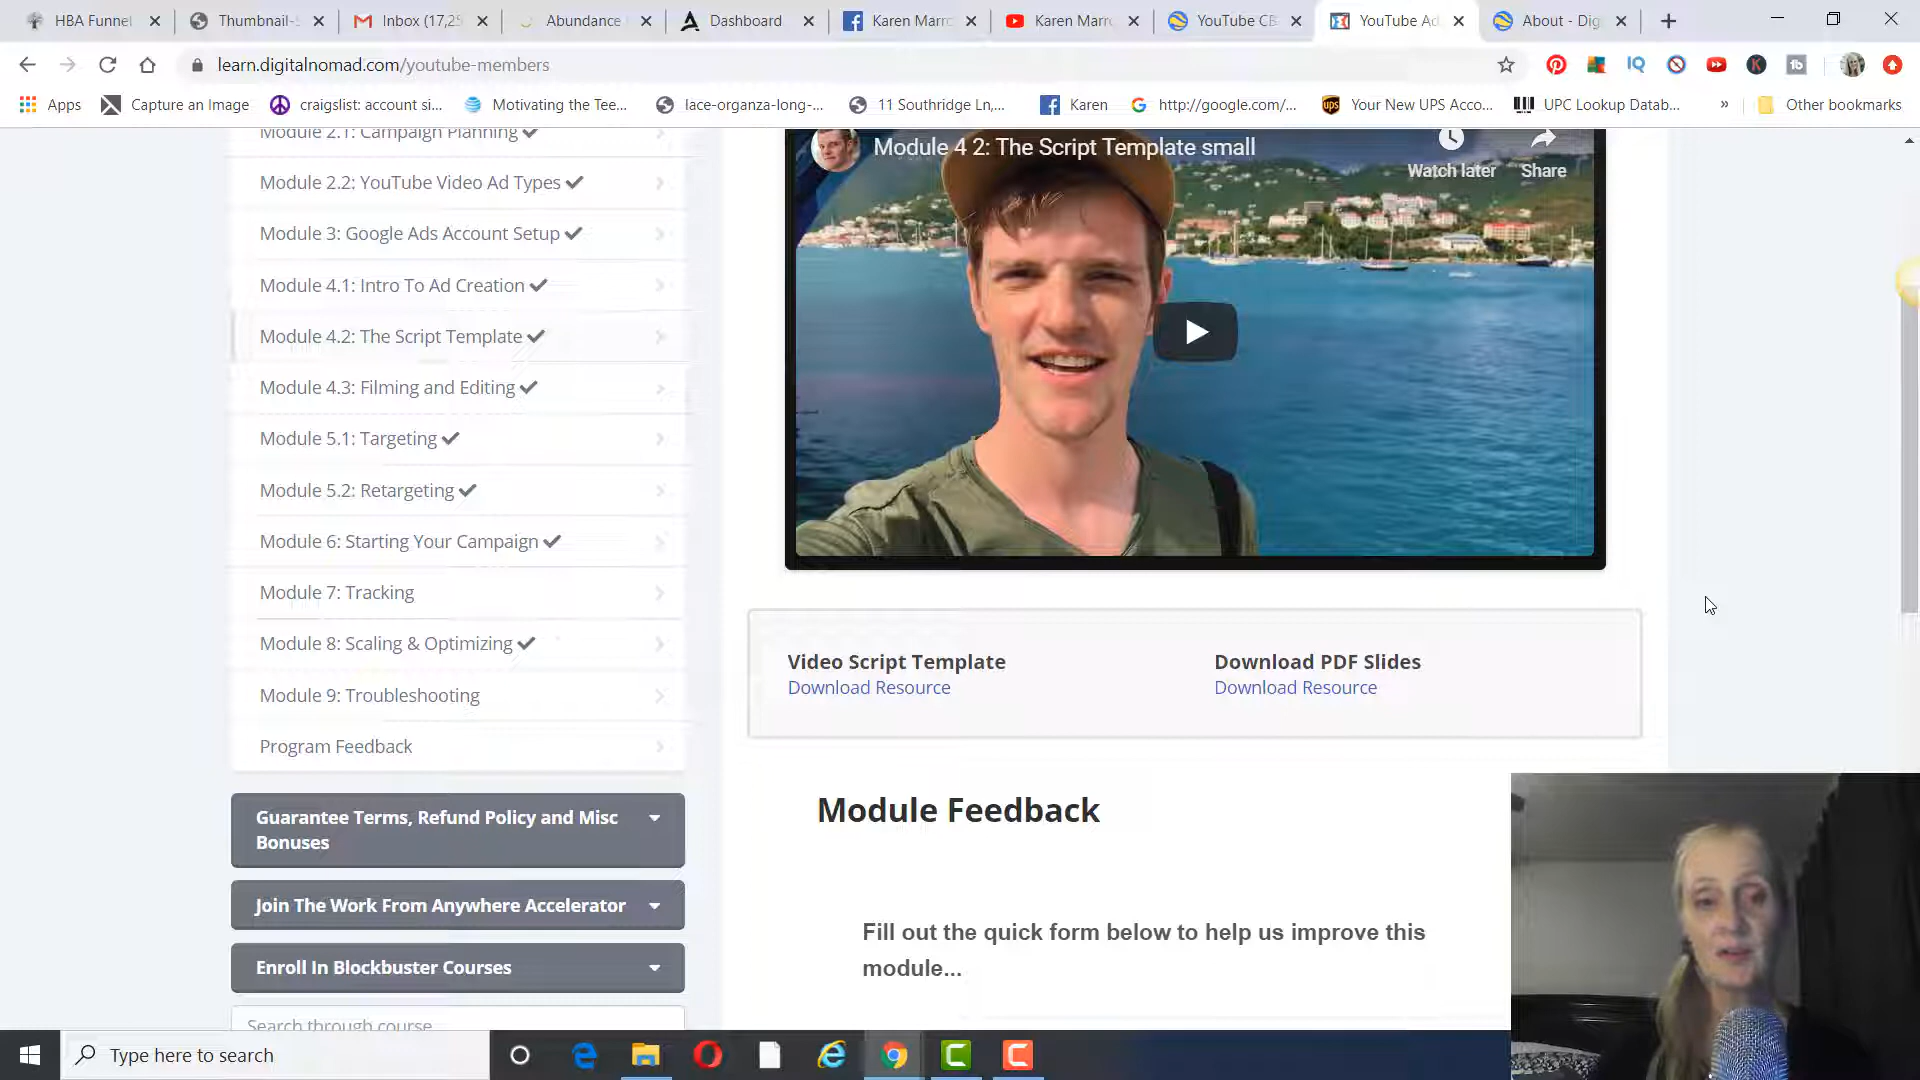 HBA Funnel
Thumbnail-
Inbox (17,25
Abundance
Dashboard
Karen Marr
Karen Marr
YouTube CB
YouTube Ad
About - Dig
learn.digitalnomad.com/youtube-members
Apps
Capture an Image
craigslist: account si...
Motivating the Tee...
lace-organza-long-...
11 Southridge Ln,...
Karen
http://google.com/...
Your New UPS Acco...
UPC Lookup Datab...
»
Other bookmarks
Module 2.1: Campaign Planning
Module 2.2: YouTube Video Ad Types
Module 3: Google Ads Account Setup
Module 4.1: Intro To Ad Creation
Module 4.2: The Script Template
Module 4.3: Filming and Editing
Module 5.1: Targeting
Module 5.2: Retargeting
Module 6: Starting Your Campaign
Module 7: Tracking
Module 8: Scaling & Optimizing
Module 9: Troubleshooting
Program Feedback
Guarantee Terms, Refund Policy and Misc
Bonuses
Join The Work From Anywhere Accelerator
Enroll In Blockbuster Courses
Search through course
Module 4 2: The Script Template small
Watch later
Share
Video Script Template
Download Resource
Download PDF Slides
Download Resource
Module Feedback
Fill out the quick form below to help us improve this
module...
Type here to search